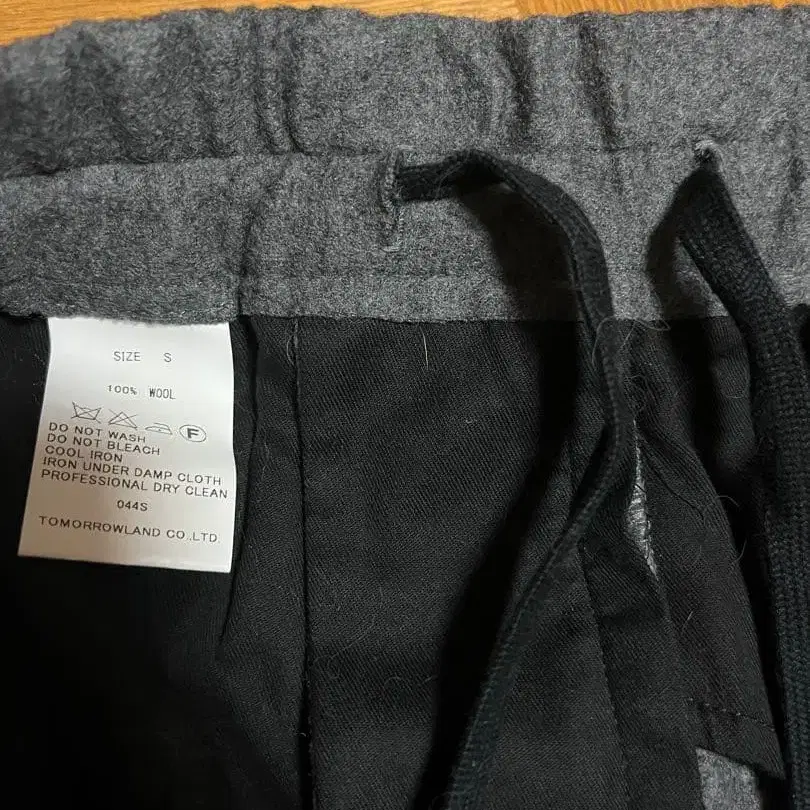 SIZE S
100% WOOL
F
DO NOT WASH
DO NOT BLEACH
COOL IRON
IRON UNDER DAMP CLOTH
PROFESSIONAL DRY CLEAN
044S
TOMORROWLAND CO.,LTD.